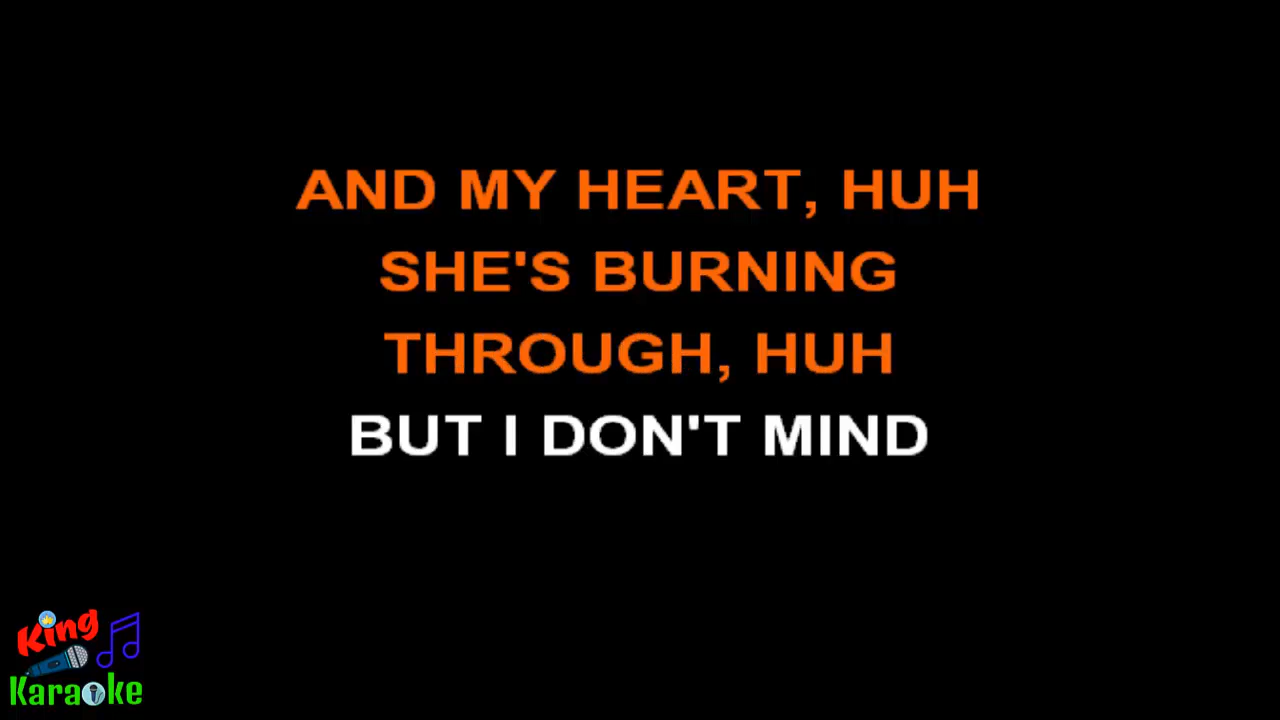 AND MY HEART, HUH
SHE'S BURNING
THROUGH, HUH
BUT I DON'T MIND
King
Karaoke